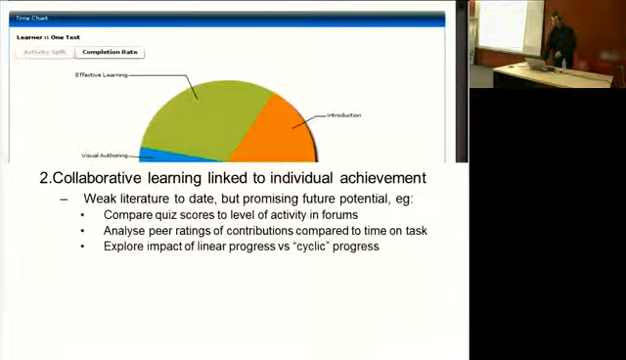 Time Chart
Learner :: One Test
Activity Split Completion Rate
Effective Learning
Introduction
Visual Authoring
2.Collaborative learning linked to individual achievement
– Weak literature to date, but promising future potential, eg:
• Compare quiz scores to level of activity in forums
• Analyse peer ratings of contributions compared to time on task
• Explore impact of linear progress vs “cyclic” progress